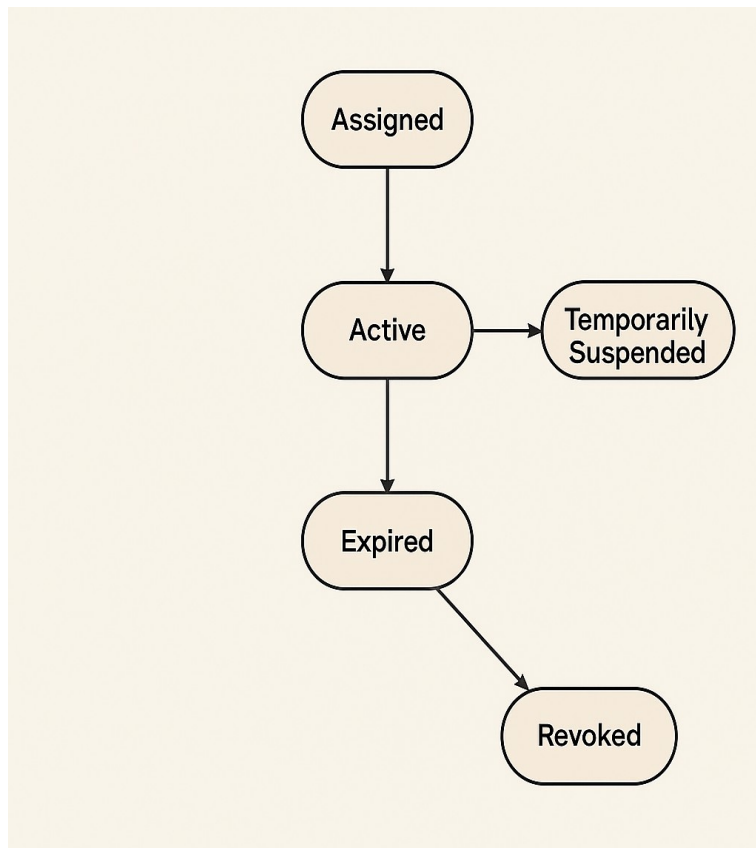 Assigned
Active
Temporarily
Suspended
Expired
Revoked